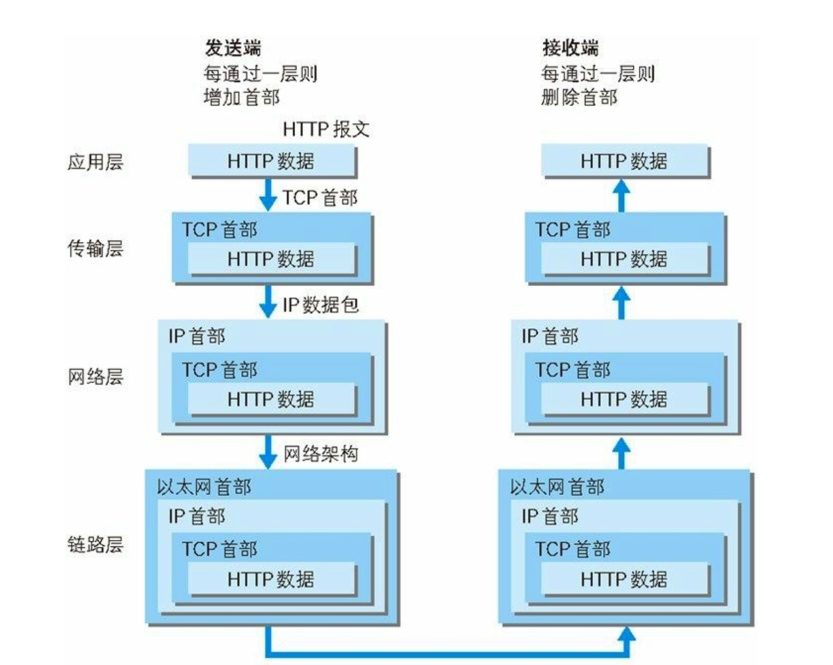 发送端
每通过一层则
增加首部
接收端
每通过一层则
删除首部
HTTP 报文
应用层
HTTP 数据
HTTP 数据
TCP 首部
传输层
TCP 首部
HTTP 数据
TCP 首部
HTTP 数据
IP 数据包
网络层
IP 首部
TCP 首部
HTTP 数据
IP 首部
TCP 首部
HTTP 数据
网络架构
链路层
以太网首部
IP 首部
TCP 首部
HTTP 数据
以太网首部
IP 首部
TCP 首部
HTTP 数据